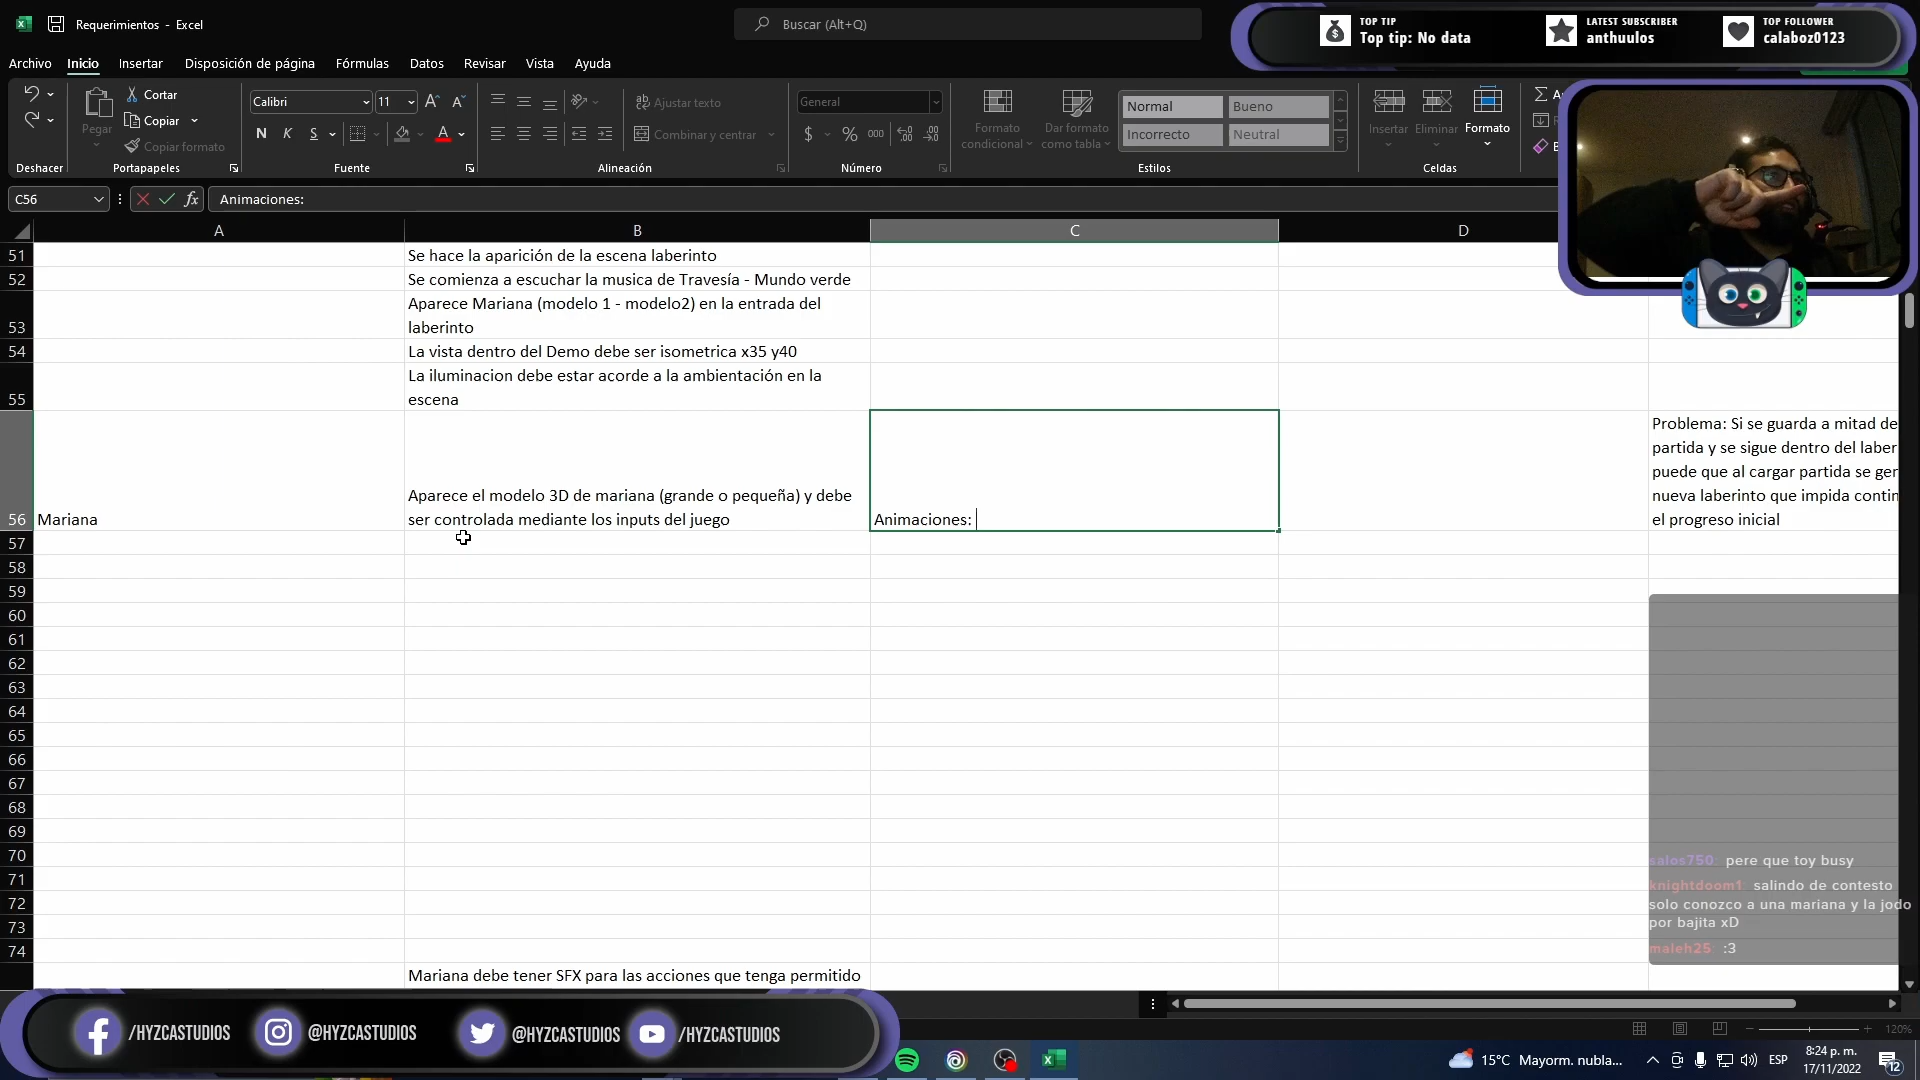 Requerimientos - Excel
Buscar (Alt+Q)
TOP TIP
Top tip: No data
LATEST SUBSCRIBER
anthuulos
TOP FOLLOWER
calaboz0123
Archivo Inicio Insertar Disposición de página Fórmulas Datos Revisar Vista Ayuda
Pegar
Cortar
Copiar
Copiar formato
Calibri 11
N K S
Ajustar texto
Combinar y centrar
General
$ % 000
Formato condicional
Dar formato como tabla
Normal Bueno
Incorrecto Neutral
Insertar Eliminar Formato
Deshacer Portapapeles Fuente Alineación Número Estilos Celdas
C56 fx Animaciones:
A B C D
51 Se hace la aparición de la escena laberinto
52 Se comienza a escuchar la musica de Travesía - Mundo verde
Aparece Mariana (modelo 1 - modelo2) en la entrada del
53 laberinto
54 La vista dentro del Demo debe ser isometrica x35 y40
La iluminacion debe estar acorde a la ambientación en la
55 escena
Problema: Si se guarda a mitad de
partida y se sigue dentro del laber
puede que al cargar partida se ger
Aparece el modelo 3D de mariana (grande o pequeña) y debe nueva laberinto que impida contin
56 Mariana ser controlada mediante los inputs del juego Animaciones: el progreso inicial
57
58
59
60
61
62
63
64
65
66
67
68
69
70
71
72
73
74
salos750: pere que toy busy
knightdoom1: salindo de contesto
solo conozco a una mariana y la jodo
por bajita xD
maleh25: :3
Mariana debe tener SFX para las acciones que tenga permitido
/HYZCASTUDIOS @HYZCASTUDIOS @HYZCASTUDIOS /HYZCASTUDIOS
120%
15°C Mayorm. nubla... ESP
8:24 p. m.
17/11/2022
12